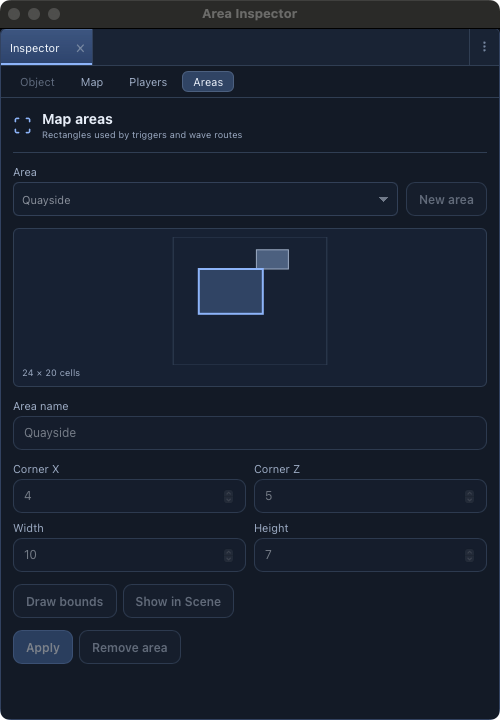 Area Inspector
Inspector
Object Map Players Areas
Map areas
Rectangles used by triggers and wave routes
Area
Quayside New area
24 × 20 cells
Area name
Quayside
Corner X Corner Z
4 5
Width Height
10 7
Draw bounds Show in Scene
Apply Remove area